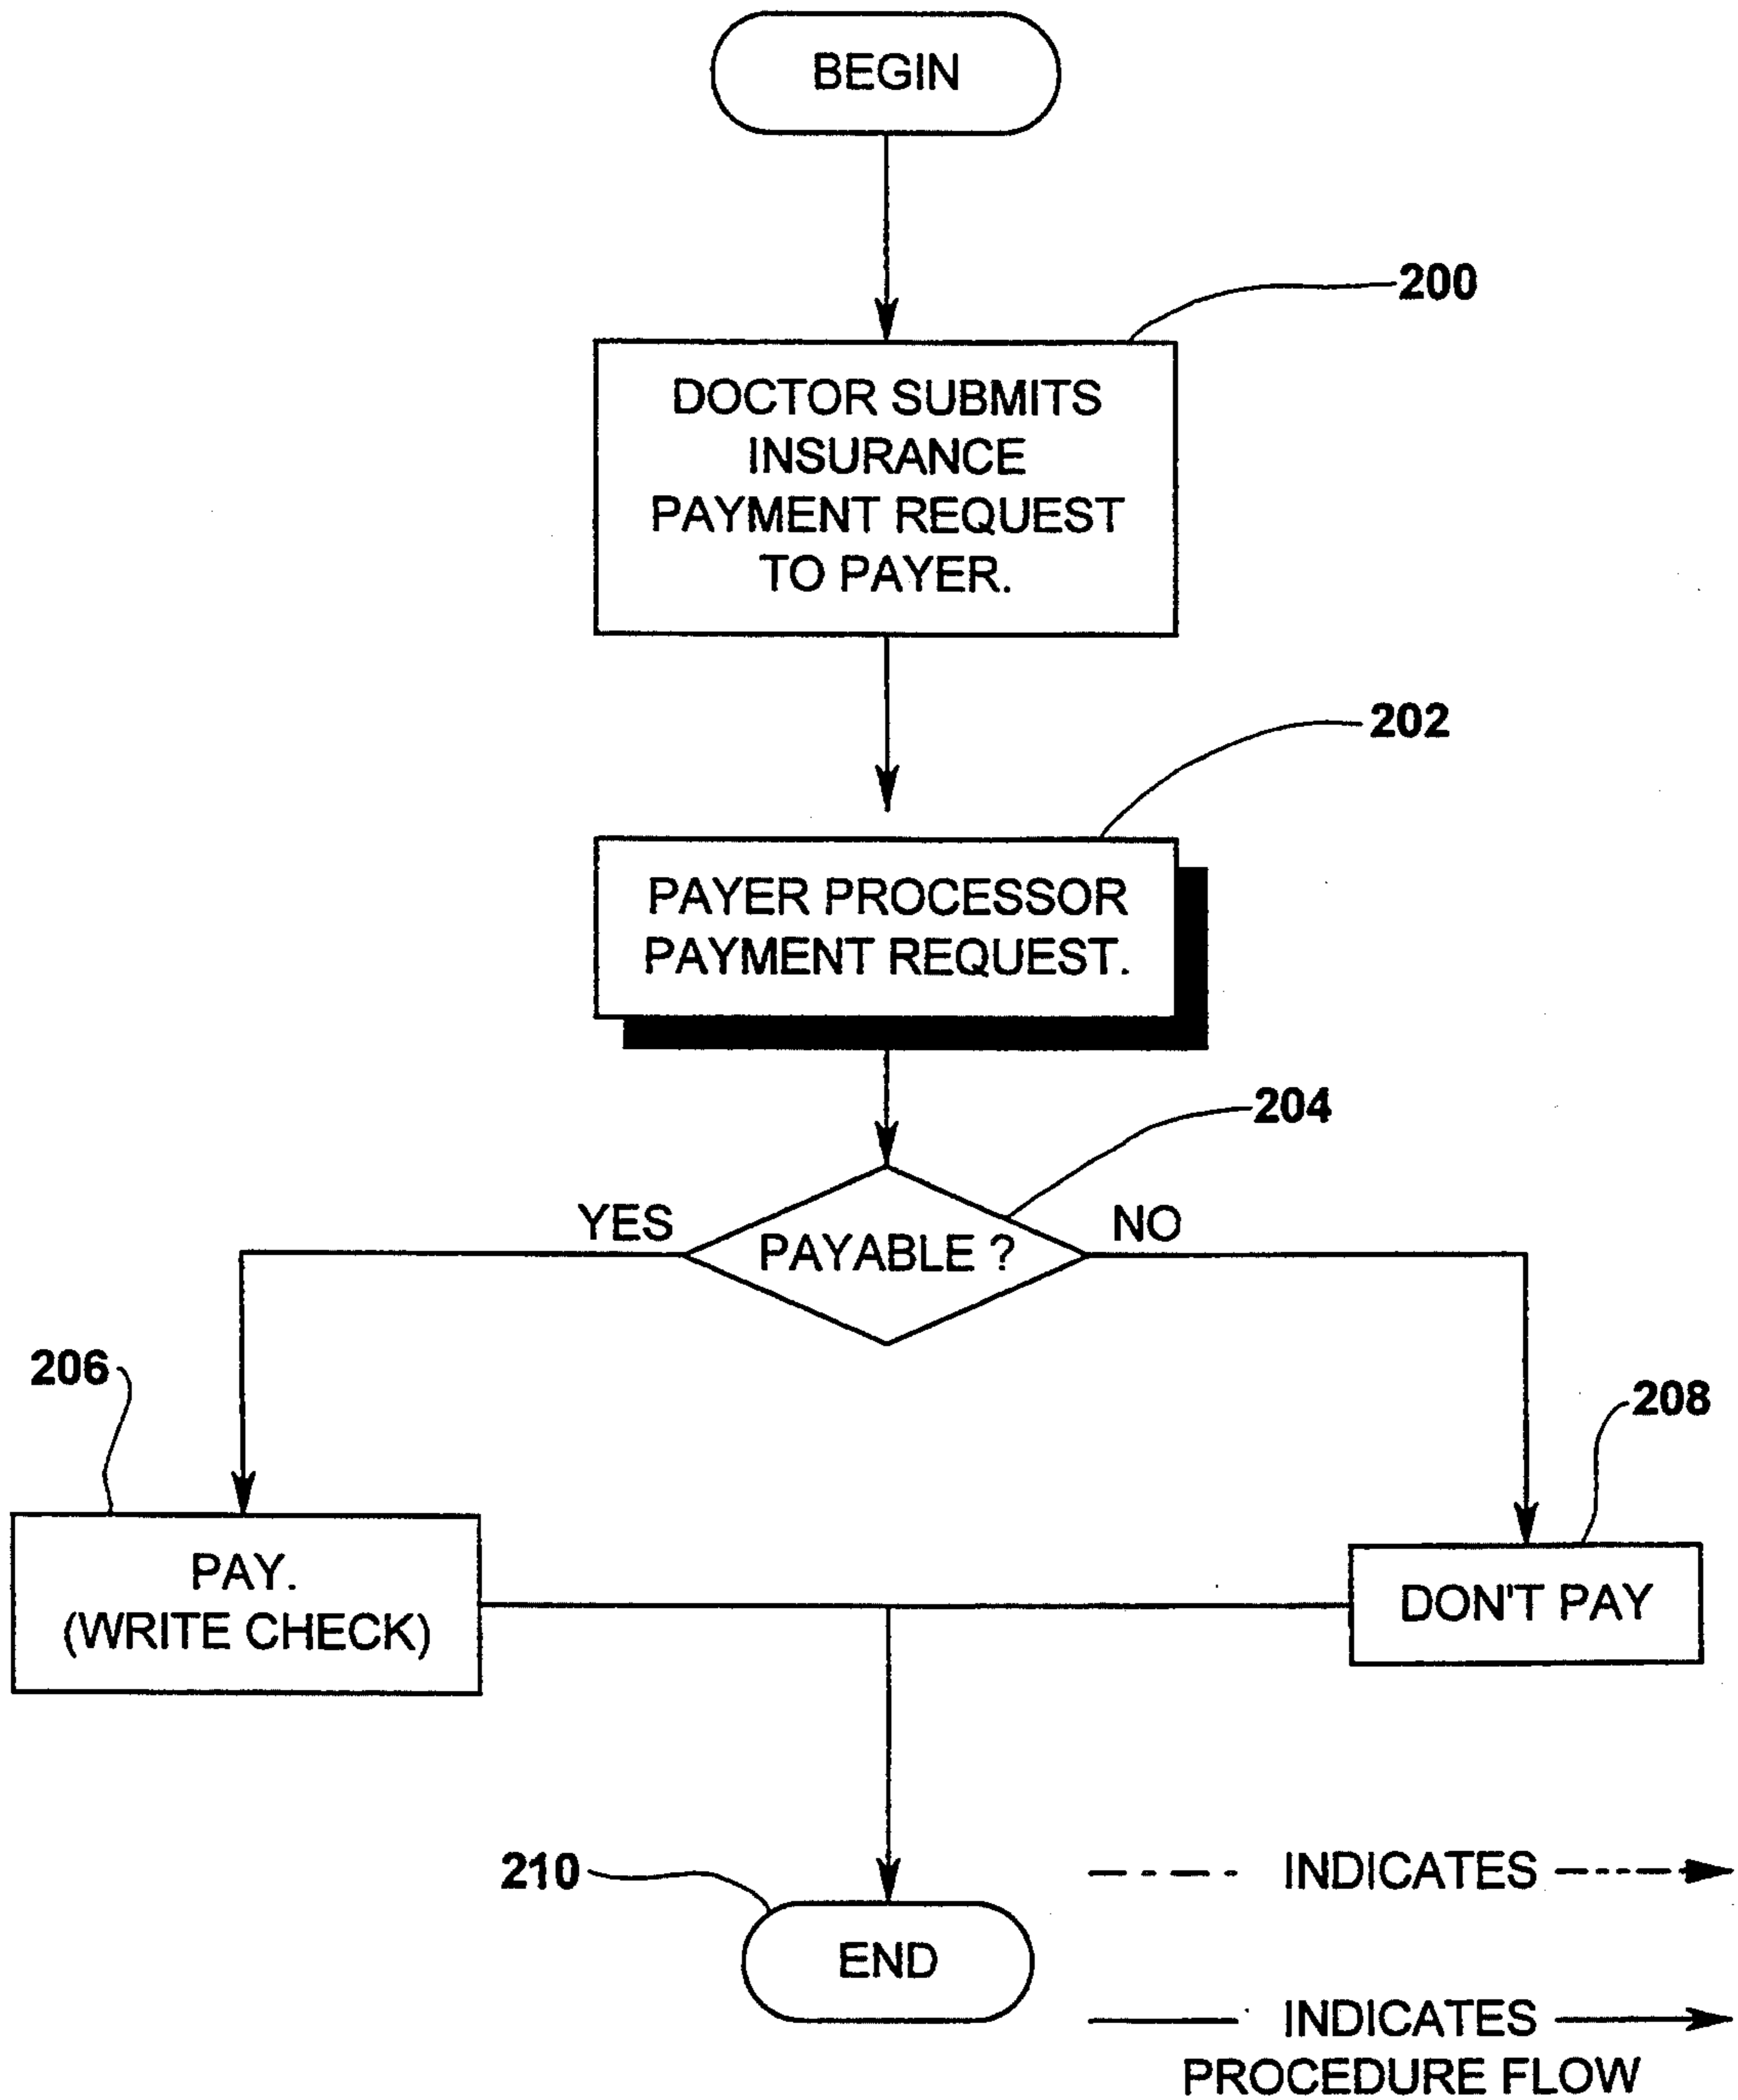 BEGIN
200
DOCTOR SUBMITS
INSURANCE
PAYMENT REQUEST
TO PAYER.
202
PAYER PROCESSOR
PAYMENT REQUEST.
204
YES
NO
PAYABLE ?
206
208
PAY.
(WRITE CHECK)
DON'T PAY
210
INDICATES
END
INDICATES
PROCEDURE FLOW